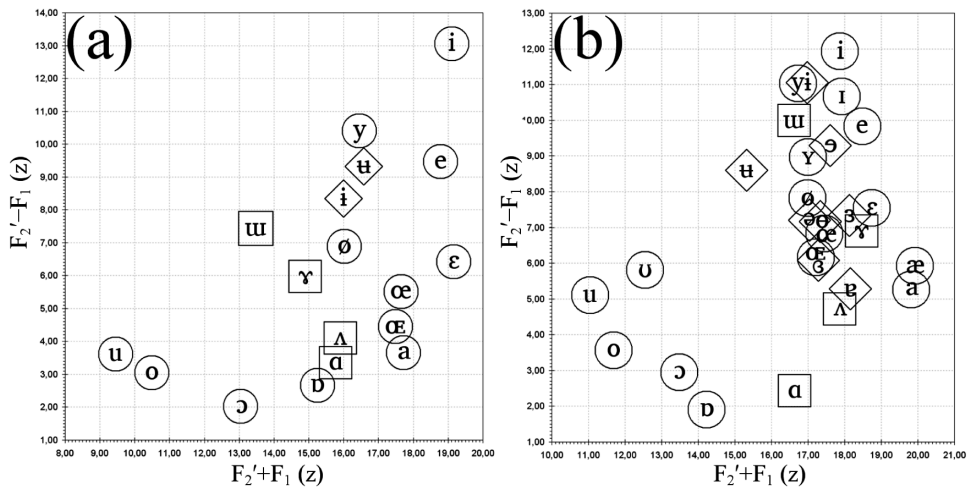 (a)
14,00
13,00
12,00
11,00
10,00
9,00
8,00
7,00
6,00
5,00
4,00
3,00
2,00
1,00
F₂′−F₁ (z)
i
y
ʉ
e
ɨ
ɯ
ø
ɛ
ɤ
œ
ɶ
ʌ
a
u
ɑ
o
ɒ
ɔ
8,00 9,00 10,00 11,00 12,00 13,00 14,00 15,00 16,00 17,00 18,00 19,00 20,00
F₂′+F₁ (z)
(b)
13,00
12,00
11,00
10,00
9,00
8,00
7,00
6,00
5,00
4,00
3,00
2,00
1,00
F₂′−F₁ (z)
i
y ɨ
ɪ
ɯ
e
ɘ
ʏ
ʉ
ø
ɛ
ɜ
ə
ɵ
œ
ɤ
ɶ
ɞ
æ
ʊ
a
ɐ
u
ʌ
o
ɔ
ɑ
ɒ
10,00 11,00 12,00 13,00 14,00 15,00 16,00 17,00 18,00 19,00 20,00 21,00
F₂′+F₁ (z)